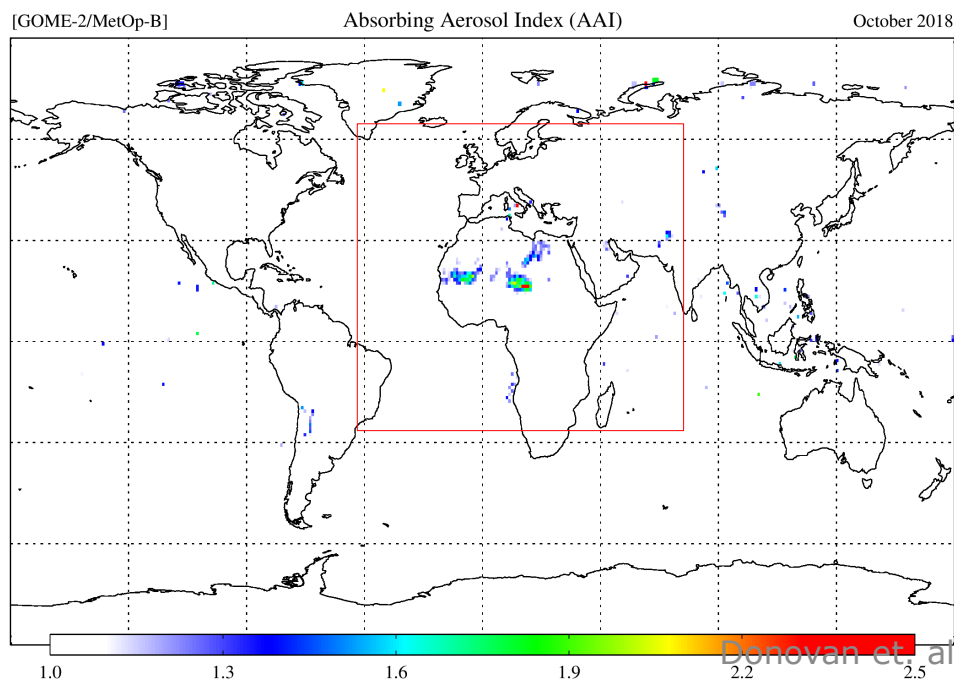 [GOME-2/MetOp-B] Absorbing Aerosol Index (AAI) October 2018
1.0 1.3 1.6 1.9 2.2 2.5
Donovan et. al